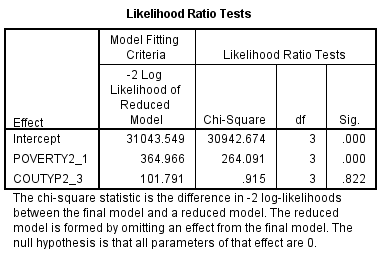 Likelihood Ratio Tests
Model Fitting Criteria Likelihood Ratio Tests
Effect -2 Log Likelihood of Reduced Model Chi-Square df Sig.
Intercept 31043.549 30942.674 3 .000
POVERTY2_1 364.966 264.091 3 .000
COUTYP2_3 101.791 .915 3 .822
The chi-square statistic is the difference in -2 log-likelihoods
between the final model and a reduced model. The reduced
model is formed by omitting an effect from the final model. The
null hypothesis is that all parameters of that effect are 0.